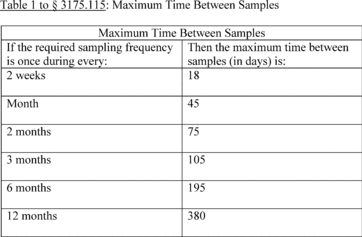 Table 1 to § 3175.115: Maximum Time Between Samples
Maximum Time Between Samples
If the required sampling frequency
is once during every:
Then the maximum time between
samples (in days) is:
2 weeks 18
Month 45
2 months 75
3 months 105
6 months 195
12 months 380